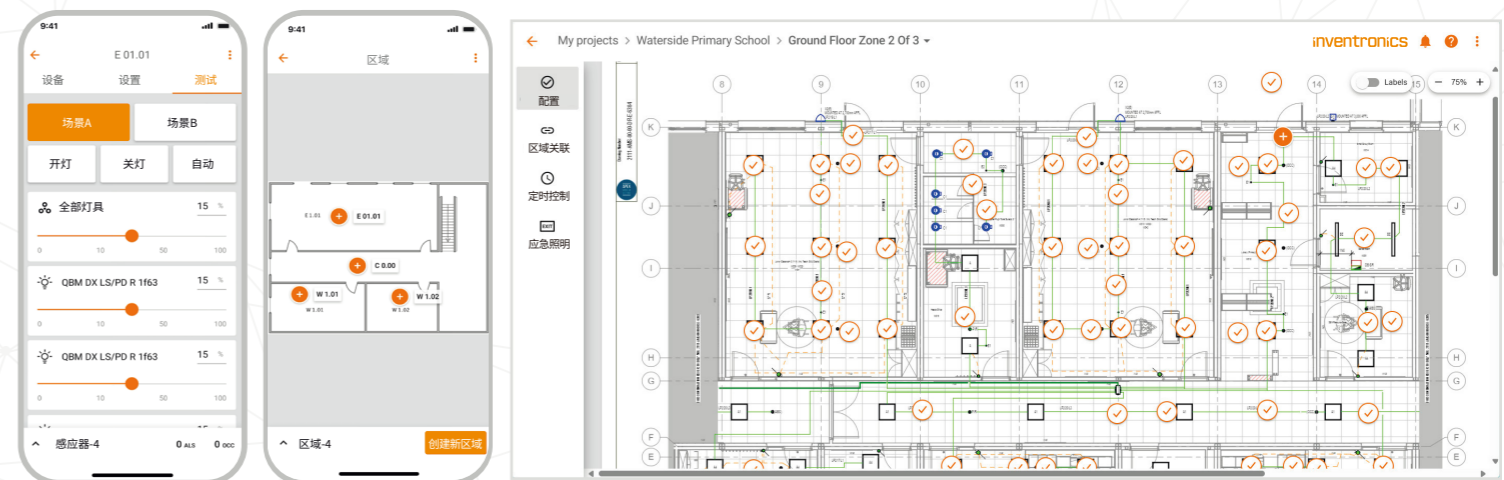 9:41
E 01.01
设备
设置
测试
场景A
场景B
开灯
关灯
自动
全部灯具
15 %
0 10 50 100
QBM DX LS/PD R 1f63
15 %
0 10 50 100
QBM DX LS/PD R 1f63
15 %
0 10 50 100
感应器-4
0 ALS 0 OCC
9:41
区域
E 1.01
E 01.01
C 0.00
W 1.01
W 1.01
W 1.02
W 1.02
区域-4
创建新区域
My projects > Waterside Primary School > Ground Floor Zone 2 Of 3
inventronics
配置
区域关联
定时控制
EXIT
应急照明
Labels
75%
8 9 10 11 12 13 14 15
K K
J J
I I
H H
G G
F F
E E